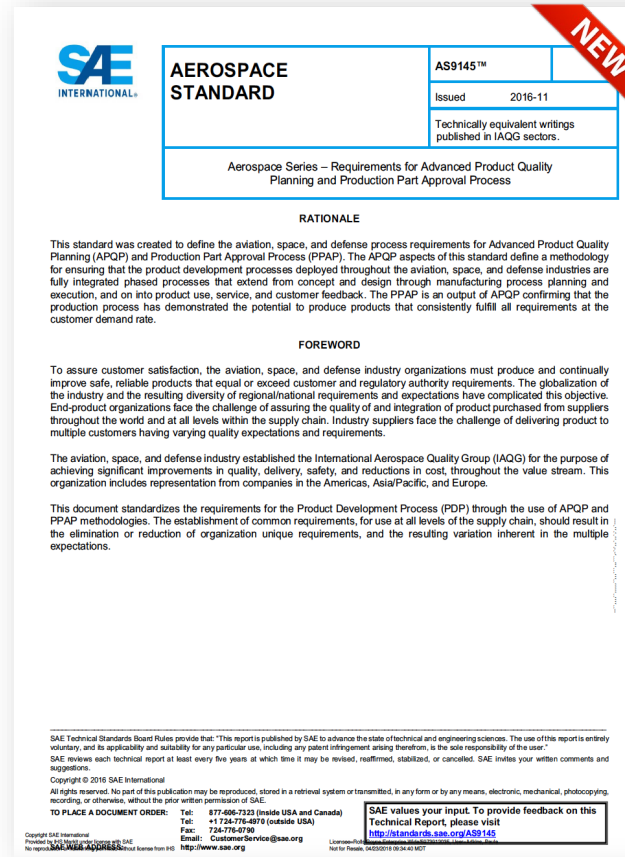 NEW
SAE
INTERNATIONAL®
AEROSPACE
STANDARD
AS9145™
Issued 2016-11
Technically equivalent writings
published in IAQG sectors.
Aerospace Series – Requirements for Advanced Product Quality
Planning and Production Part Approval Process
RATIONALE
This standard was created to define the aviation, space, and defense process requirements for Advanced Product Quality
Planning (APQP) and Production Part Approval Process (PPAP). The APQP aspects of this standard define a methodology
for ensuring that the product development processes deployed throughout the aviation, space, and defense industries are
fully integrated phased processes that extend from concept and design through manufacturing process planning and
execution, and on into product use, service, and customer feedback. The PPAP is an output of APQP confirming that the
production process has demonstrated the potential to produce products that consistently fulfill all requirements at the
customer demand rate.
FOREWORD
To assure customer satisfaction, the aviation, space, and defense industry organizations must produce and continually
improve safe, reliable products that equal or exceed customer and regulatory authority requirements. The globalization of
the industry and the resulting diversity of regional/national requirements and expectations have complicated this objective.
End-product organizations face the challenge of assuring the quality of and integration of product purchased from suppliers
throughout the world and at all levels within the supply chain. Industry suppliers face the challenge of delivering product to
multiple customers having varying quality expectations and requirements.
The aviation, space, and defense industry established the International Aerospace Quality Group (IAQG) for the purpose of
achieving significant improvements in quality, delivery, safety, and reductions in cost, throughout the value stream. This
organization includes representation from companies in the Americas, Asia/Pacific, and Europe.
This document standardizes the requirements for the Product Development Process (PDP) through the use of APQP and
PPAP methodologies. The establishment of common requirements, for use at all levels of the supply chain, should result in
the elimination or reduction of organization unique requirements, and the resulting variation inherent in the multiple
expectations.
SAE Technical Standards Board Rules provide that: "This report is published by SAE to advance the state of technical and engineering sciences. The use of this report is entirely
voluntary, and its applicability and suitability for any particular use, including any patent infringement arising therefrom, is the sole responsibility of the user."
SAE reviews each technical report at least every five years at which time it may be revised, reaffirmed, stabilized, or cancelled. SAE invites your written comments and
suggestions.
Copyright © 2016 SAE International
All rights reserved. No part of this publication may be reproduced, stored in a retrieval system or transmitted, in any form or by any means, electronic, mechanical, photocopying,
recording, or otherwise, without the prior written permission of SAE.
TO PLACE A DOCUMENT ORDER: Tel: 877-606-7323 (inside USA and Canada)
Tel: +1 724-776-4970 (outside USA)
Fax: 724-776-0790
Email: CustomerService@sae.org
SAE WEB ADDRESS: http://www.sae.org
SAE values your input. To provide feedback on this
Technical Report, please visit
http://standards.sae.org/AS9145
Copyright SAE International
Provided by IHS Markit under license with SAE
No without license from IHS
Not for Resale, 04/23/2018 09:34:40 MDT